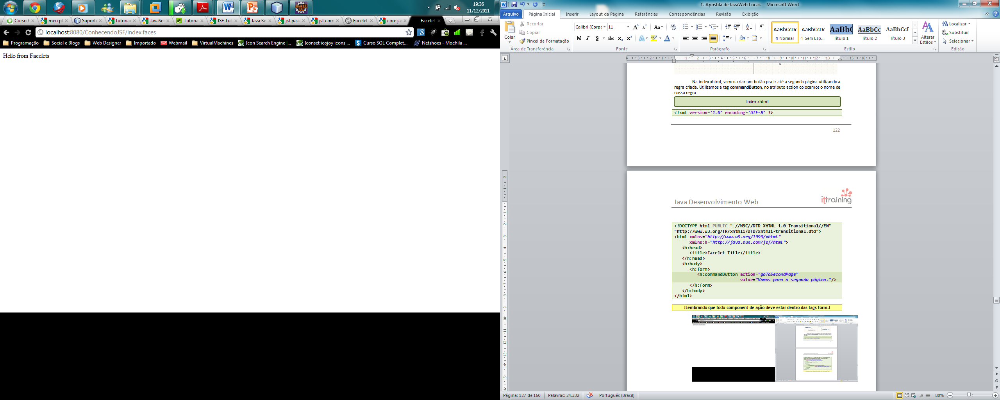 19:36
11/12/2011
Curso E
meu pl
Suport
tutoriai
JavaSer
Tutoria
JSF Tut
Java Se
jsf pass
jsf com
Facelet
core jav
Facelet
localhost:8080/ConhecendoJSF/index.faces
Programação
Social e Blogs
Web Designer
Importado
Webmail
VirtualMachines
Icon Search Engine |...
Iconset:icojoy icons ...
Curso SQL Complet...
Netshoes - Mochila ...
Hello from Facelets
1. Apostila de JavaWeb Lucas - Microsoft Word
Arquivo
Página Inicial
Inserir
Layout da Página
Referências
Correspondências
Revisão
Exibição
Colar
Recortar
Copiar
Pincel de Formatação
Área de Transferência
Calibri (Corpo
11
Fonte
Parágrafo
AaBbCcDc
¶ Normal
AaBbCcDc
¶ Sem Esp...
AaBbC
Título 1
AaBbCc
Título 2
AaBbCcI
Título 3
Alterar
Estilos
Estilo
Localizar
Substituir
Selecionar
Edição
Na index.xhtml, vamos criar um botão pra ir até a segunda página utilizando a
regra criada. Utilizamos a tag commandButton, no atributo action colocamos o nome de
nossa regra.
Index.xhtml
<?xml version='1.0' encoding='UTF-8' ?>
122
Java Desenvolvimento Web
ittraining
<!DOCTYPE html PUBLIC "-//W3C//DTD XHTML 1.0 Transitional//EN"
"http://www.w3.org/TR/xhtml1/DTD/xhtml1-transitional.dtd">
<html xmlns="http://www.w3.org/1999/xhtml"
xmlns:h="http://java.sun.com/jsf/html">
<h:head>
<title>Facelet Title</title>
</h:head>
<h:body>
<h:form>
<h:commandButton action="goToSecondPage"
value="Vamos para a segunda página."/>
</h:form>
</h:body>
</html>
!Lembrando que todo component de ação deve estar dentro das tags form.!
Página: 127 de 160
Palavras: 24.332
Português (Brasil)
80%